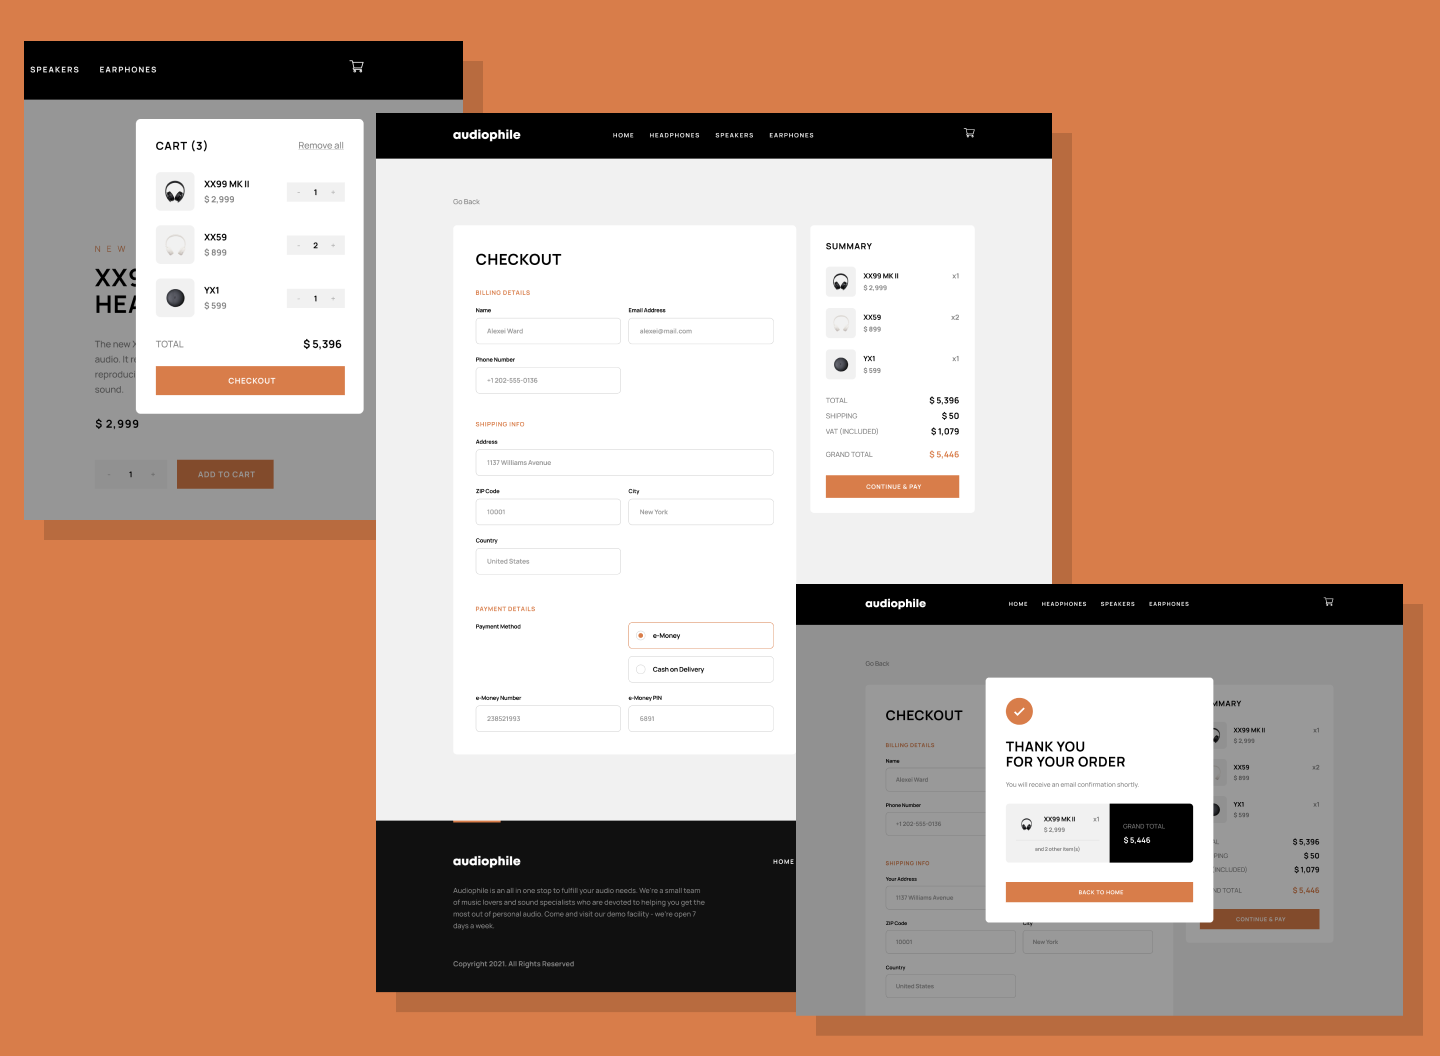 SPEAKERS
EARPHONES
CART (3)
Remove all
XX99 MK II
$ 2,999
- 1 +
XX59
$ 899
- 2 +
YX1
$ 599
- 1 +
TOTAL
$ 5,396
CHECKOUT
NEW
XX9
HEA
The new X
audio. It re
reproduci
sound.
$ 2,999
- 1 +
ADD TO CART
audiophile
HOME
HEADPHONES
SPEAKERS
EARPHONES
Go Back
CHECKOUT
BILLING DETAILS
Name
Email Address
Alexei Ward
alexei@mail.com
Phone Number
+1 202-555-0136
SHIPPING INFO
Address
1137 Williams Avenue
ZIP Code
City
10001
New York
Country
United States
PAYMENT DETAILS
Payment Method
e-Money
Cash on Delivery
e-Money Number
e-Money PIN
238521993
6891
SUMMARY
XX99 MK II
x1
$ 2,999
XX59
x2
$ 899
YX1
x1
$ 599
TOTAL
$ 5,396
SHIPPING
$ 50
VAT (INCLUDED)
$ 1,079
GRAND TOTAL
$ 5,446
CONTINUE & PAY
audiophile
HOME
Audiophile is an all in one stop to fulfill your audio needs. We're a small team
of music lovers and sound specialists who are devoted to helping you get the
most out of personal audio. Come and visit our demo facility - we're open 7
days a week.
Copyright 2021. All Rights Reserved
audiophile
HOME
HEADPHONES
SPEAKERS
EARPHONES
Go Back
CHECKOUT
BILLING DETAILS
Name
Alexei Ward
Phone Number
+1 202-555-0136
SHIPPING INFO
Your Address
1137 Williams Avenue
ZIP Code
City
10001
New York
Country
United States
THANK YOU
FOR YOUR ORDER
You will receive an email confirmation shortly.
XX99 MK II
x1
$ 2,999
and 2 other item(s)
GRAND TOTAL
$ 5,446
BACK TO HOME
MMARY
XX99 MK II
x1
$ 2,999
XX59
x2
$ 899
YX1
x1
$ 599
AL
$ 5,396
PING
$ 50
INCLUDED)
$ 1,079
ND TOTAL
$ 5,446
CONTINUE & PAY